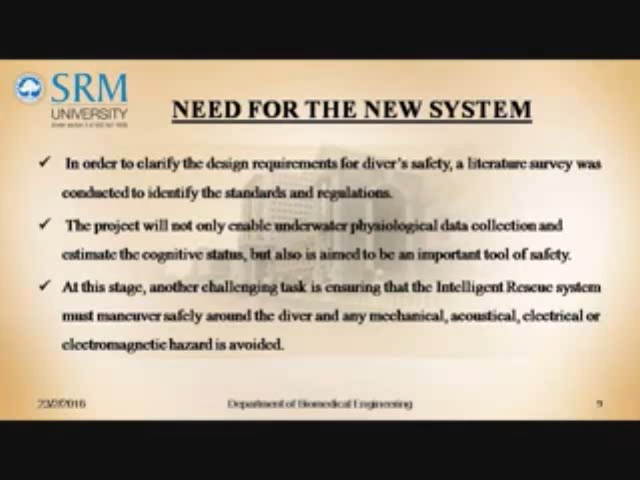 SRM
UNIVERSITY
NEED FOR THE NEW SYSTEM
✓ In order to clarify the design requirements for diver's safety, a literature survey was
conducted to identify the standards and regulations.
✓ The project will not only enable underwater physiological data collection and
estimate the cognitive status, but also is aimed to be an important tool of safety.
✓ At this stage, another challenging task is ensuring that the Intelligent Rescue system
must maneuver safely around the diver and any mechanical, acoustical, electrical or
electromagnetic hazard is avoided.
Department of Biomedical Engineering
9